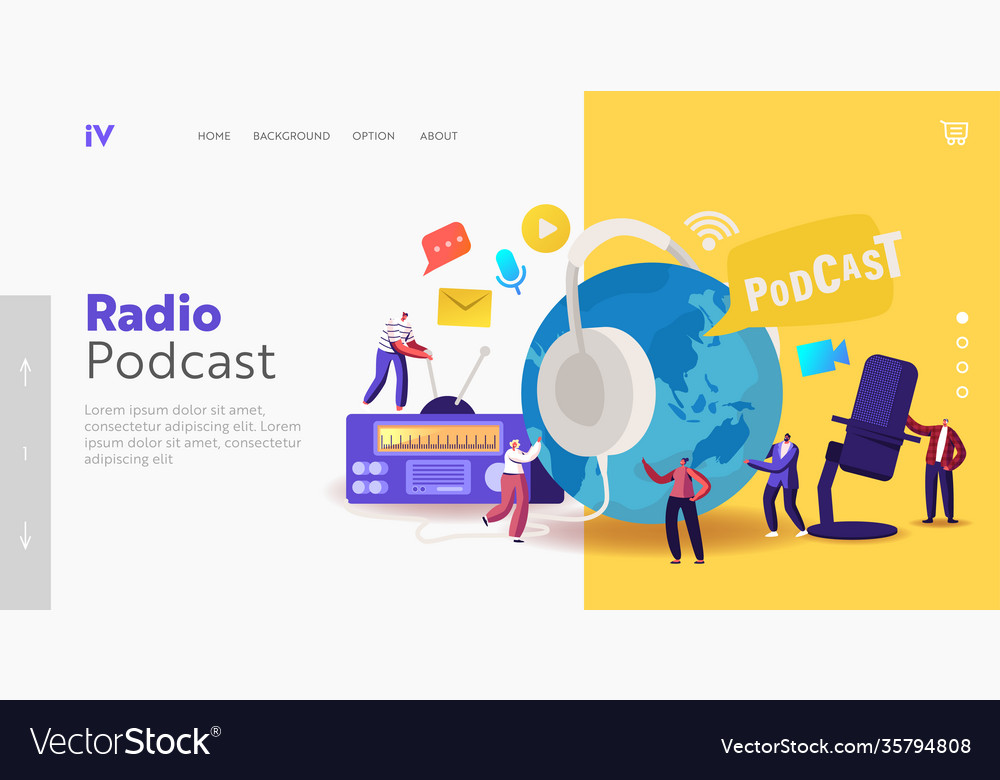 iV
HOME BACKGROUND OPTION ABOUT
PODCAST
Radio
Podcast
Lorem ipsum dolor sit amet,
consectetur adipiscing elit. Lorem
ipsum dolor sit amet, consectetur
adipiscing elit
1
VectorStock®
VectorStock.com/35794808